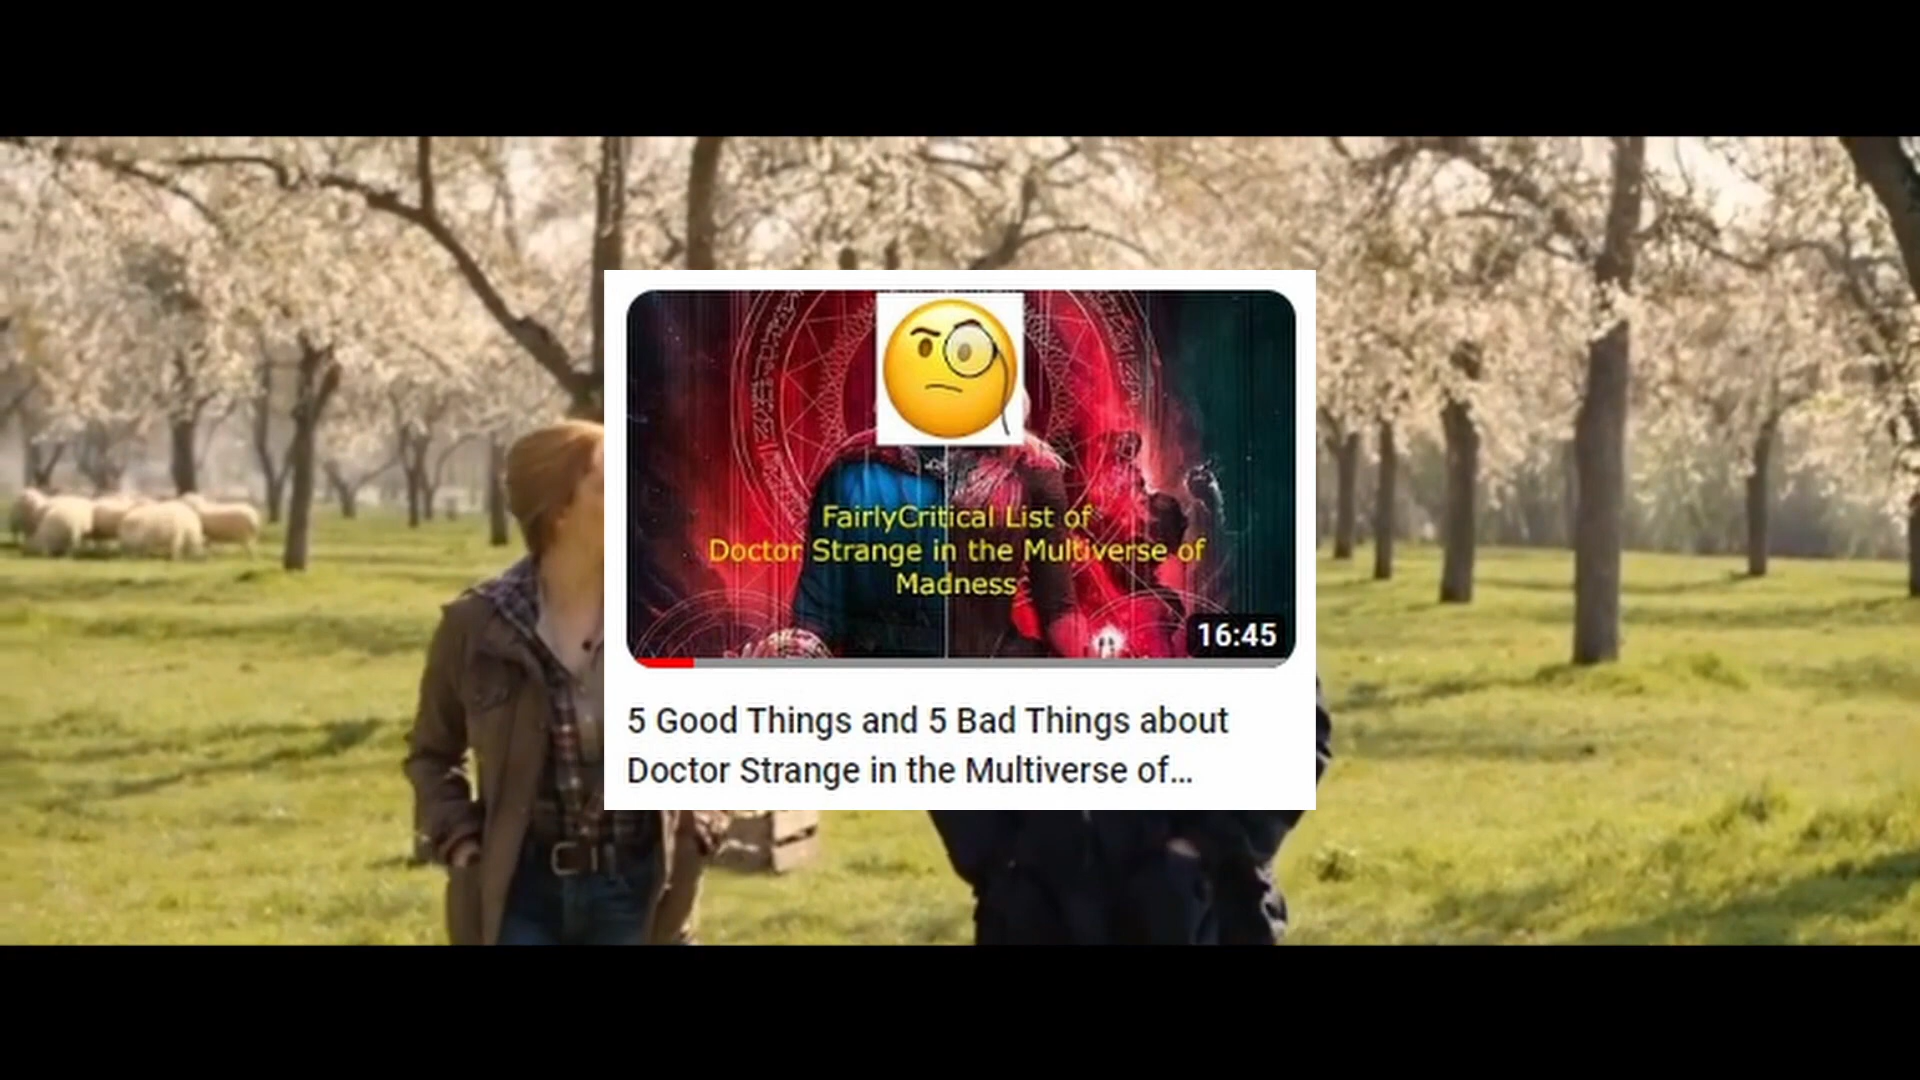 FairlyCritical List of
Doctor Strange in the Multiverse of
Madness
16:45
5 Good Things and 5 Bad Things about
Doctor Strange in the Multiverse of...